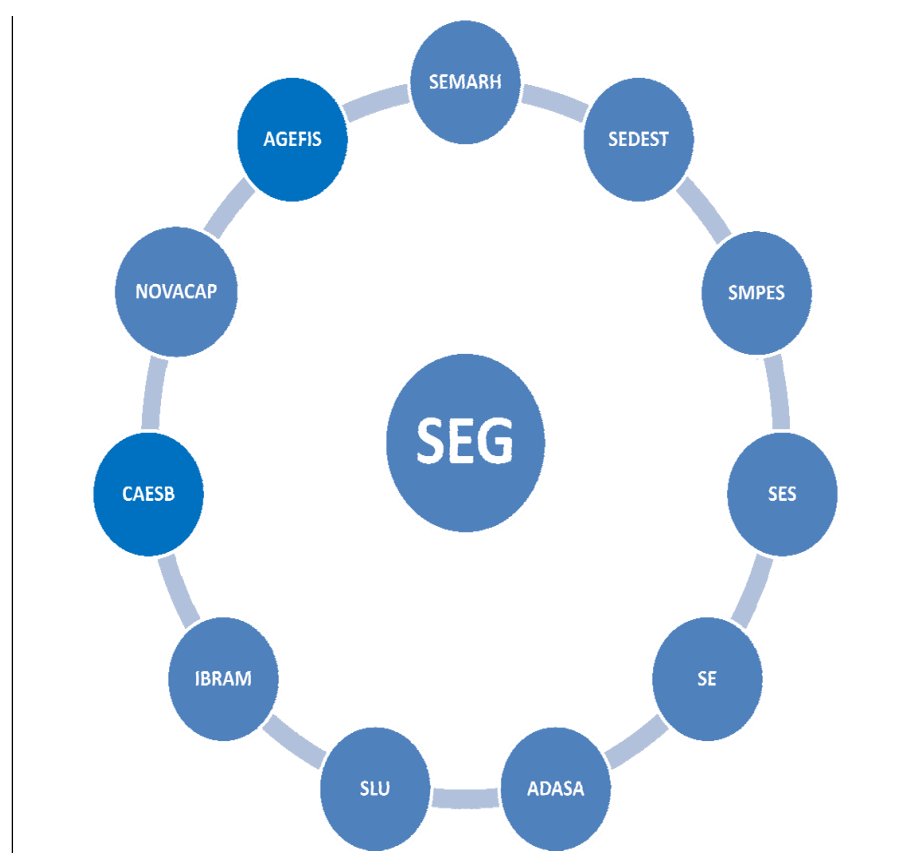 SEMARH
SEDEST
SMPES
SES
SE
ADASA
SLU
IBRAM
CAESB
NOVACAP
AGEFIS
SEG